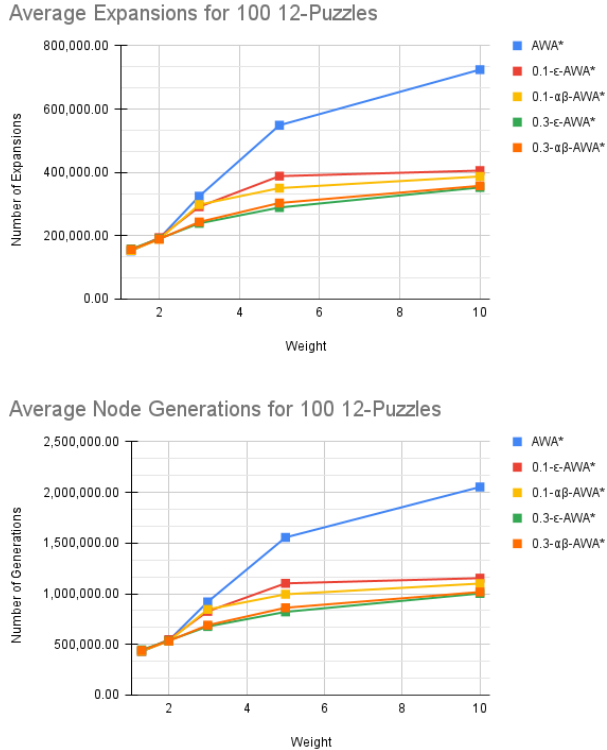 Average Expansions for 100 12-Puzzles
800,000.00
600,000.00
400,000.00
200,000.00
0.00
Number of Expansions
2
4
6
8
10
Weight
AWA*
0.1-ε-AWA*
0.1-αβ-AWA*
0.3-ε-AWA*
0.3-αβ-AWA*
Average Node Generations for 100 12-Puzzles
2,500,000.00
2,000,000.00
1,500,000.00
1,000,000.00
500,000.00
0.00
Number of Generations
2
4
6
8
10
Weight
AWA*
0.1-ε-AWA*
0.1-αβ-AWA*
0.3-ε-AWA*
0.3-αβ-AWA*